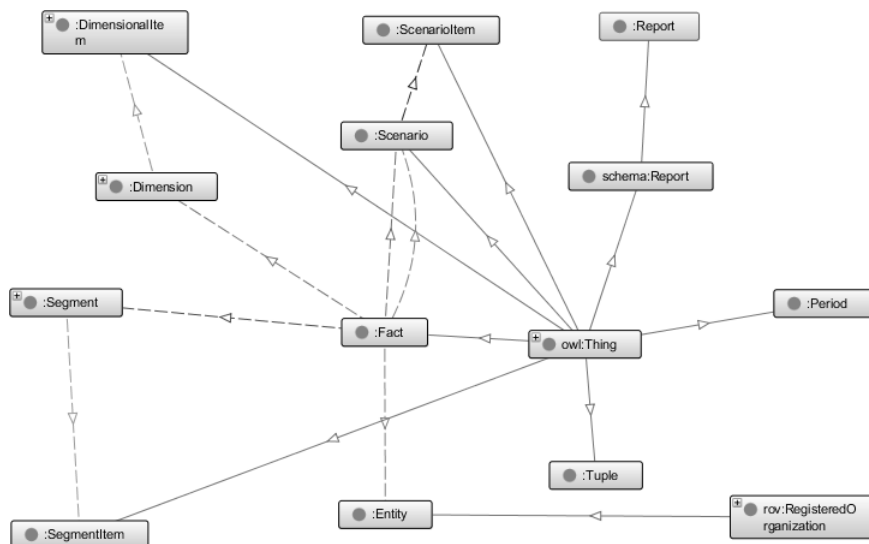 :DimensionalIte
m
:ScenarioItem
:Report
:Scenario
schema:Report
:Dimension
:Segment
:Period
:Fact
owl:Thing
:Tuple
:Entity
rov:RegisteredO
rganization
:SegmentItem